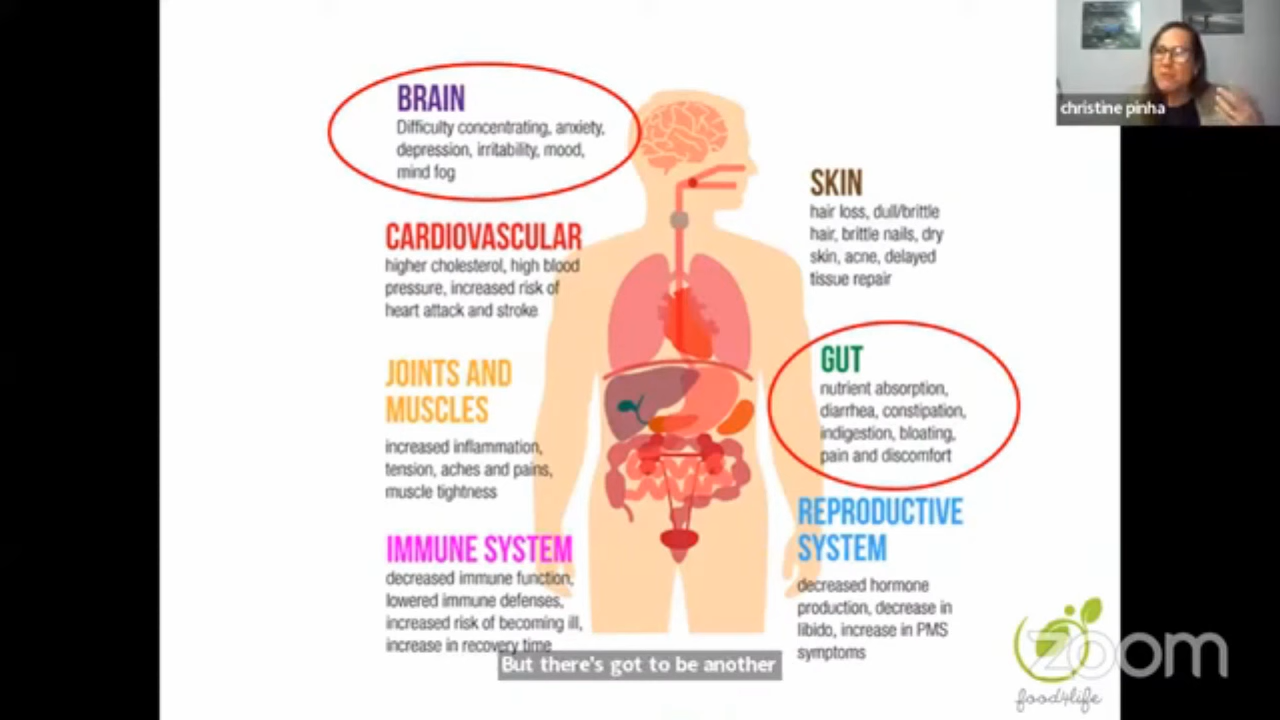 BRAIN
Difficulty concentrating, anxiety,
depression, irritability, mood,
mind fog
CARDIOVASCULAR
higher cholesterol, high blood
pressure, increased risk of
heart attack and stroke
JOINTS AND
MUSCLES
increased inflammation,
tension, aches and pains,
muscle tightness
IMMUNE SYSTEM
decreased immune function,
lowered immune defenses,
increased risk of becoming ill,
increase in recovery time
christine pinha
SKIN
hair loss, dull/brittle
hair, brittle nails, dry
skin, acne, delayed
tissue repair
GUT
nutrient absorption,
diarrhea, constipation,
indigestion, bloating,
pain and discomfort
REPRODUCTIVE
SYSTEM
decreased hormone
production, decrease in
libido, increase in PMS
symptoms
But there's got to be another
zoom
food4life